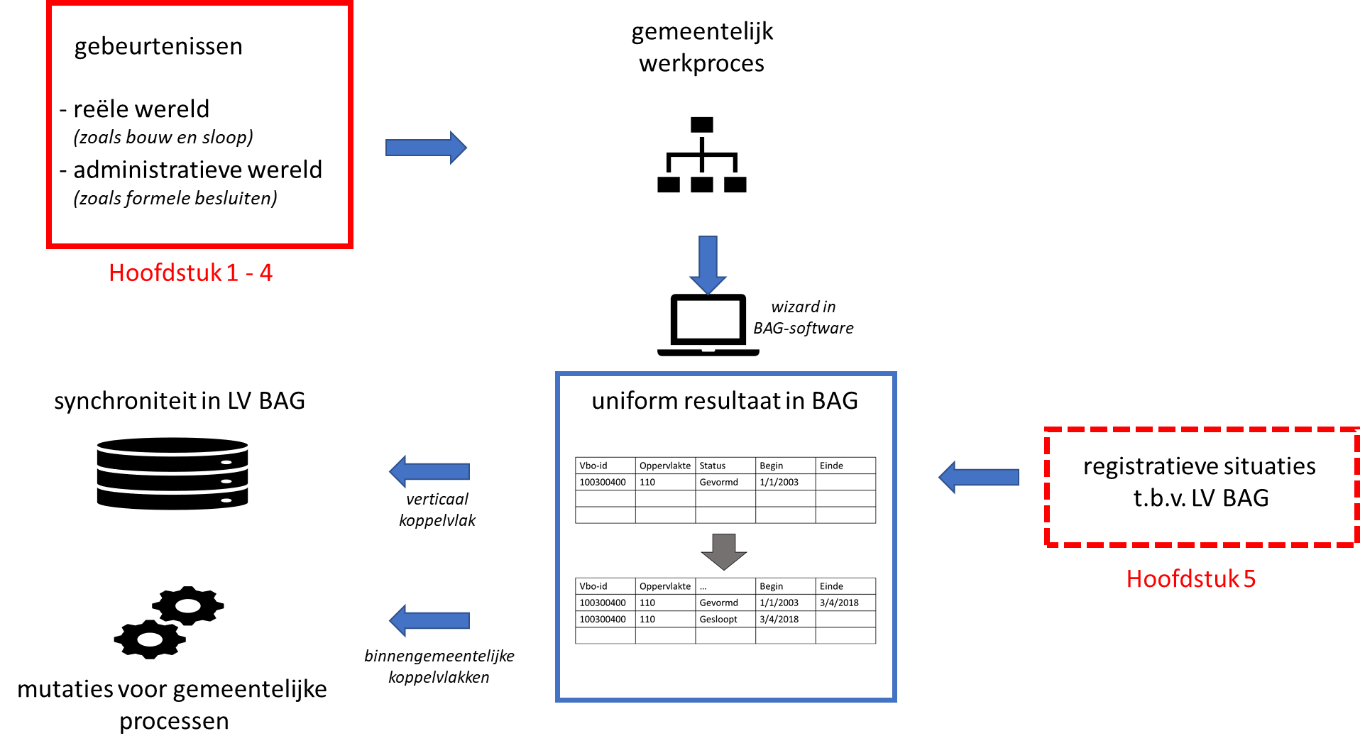 gebeurtenissen
- reële wereld
(zoals bouw en sloop)
- administratieve wereld
(zoals formele besluiten)
Hoofdstuk 1 - 4
gemeentelijk
werkproces
wizard in
BAG-software
uniform resultaat in BAG
Vbo-id Oppervlakte Status Begin Einde
100300400 110 Gevormd 1/1/2003
Vbo-id Oppervlakte ... Begin Einde
100300400 110 Gevormd 1/1/2003 3/4/2018
100300400 110 Gesloopt 3/4/2018
registratieve situaties
t.b.v. LV BAG
Hoofdstuk 5
synchroniteit in LV BAG
verticaal
koppelvlak
binnengemeentelijke
koppelvlakken
mutaties voor gemeentelijke
processen